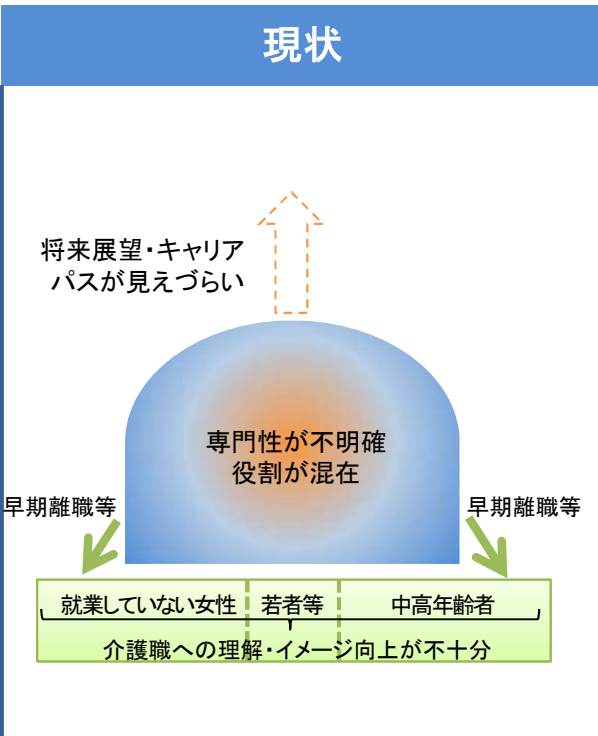 現状
将来展望・キャリア
パスが見えづらい
専門性が不明確
役割が混在
早期離職等
早期離職等
就業していない女性 若者等 中高年齢者
介護職への理解・イメージ向上が不十分